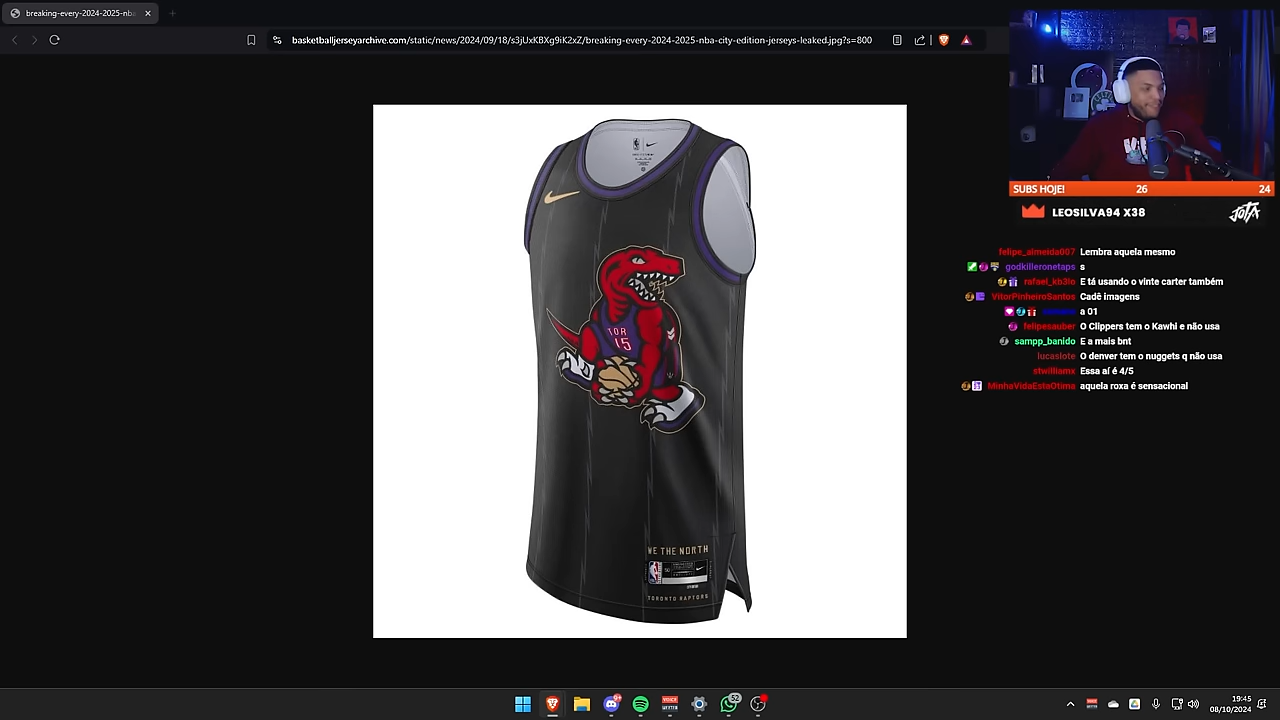 breaking-every-2024-2025-nba
basketballjerseyarchive.com/static/news/2024/09/18/s3jUxKBXg9iK2xZ/breaking-every-2024-2025-nba-city-edition-jerseys-leaked.jpg?s=800
SUBS HOJE! 26 24
LEOSILVA94 X38
JOTA
felipe_almeida007 Lembra aquela mesmo
godkilleronetaps s
rafael_kb3lo E tá usando o vinte carter também
VitorPinheiroSantos Cadê imagens
a 01
felipesauber O Clippers tem o Kawhi e não usa
sampp_banido E a mais bnt
lucaslote O denver tem o nuggets q não usa
stwilliamx Essa aí é 4/5
MinhaVidaEstaOtima aquela roxa é sensacional
TOR
15
WE THE NORTH
TORONTO RAPTORS
52
19:45
08/10/2024